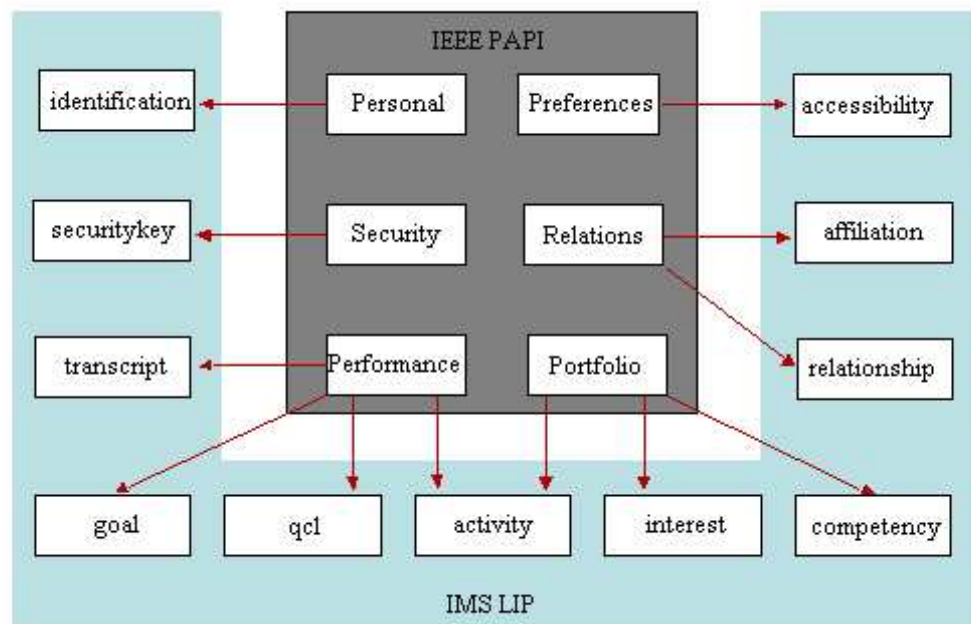 IEEE PAPI
identification
Personal
Preferences
accessibility
securitykey
Security
Relations
affiliation
transcript
Performance
Portfolio
relationship
goal
qcl
activity
interest
competency
IMS LIP